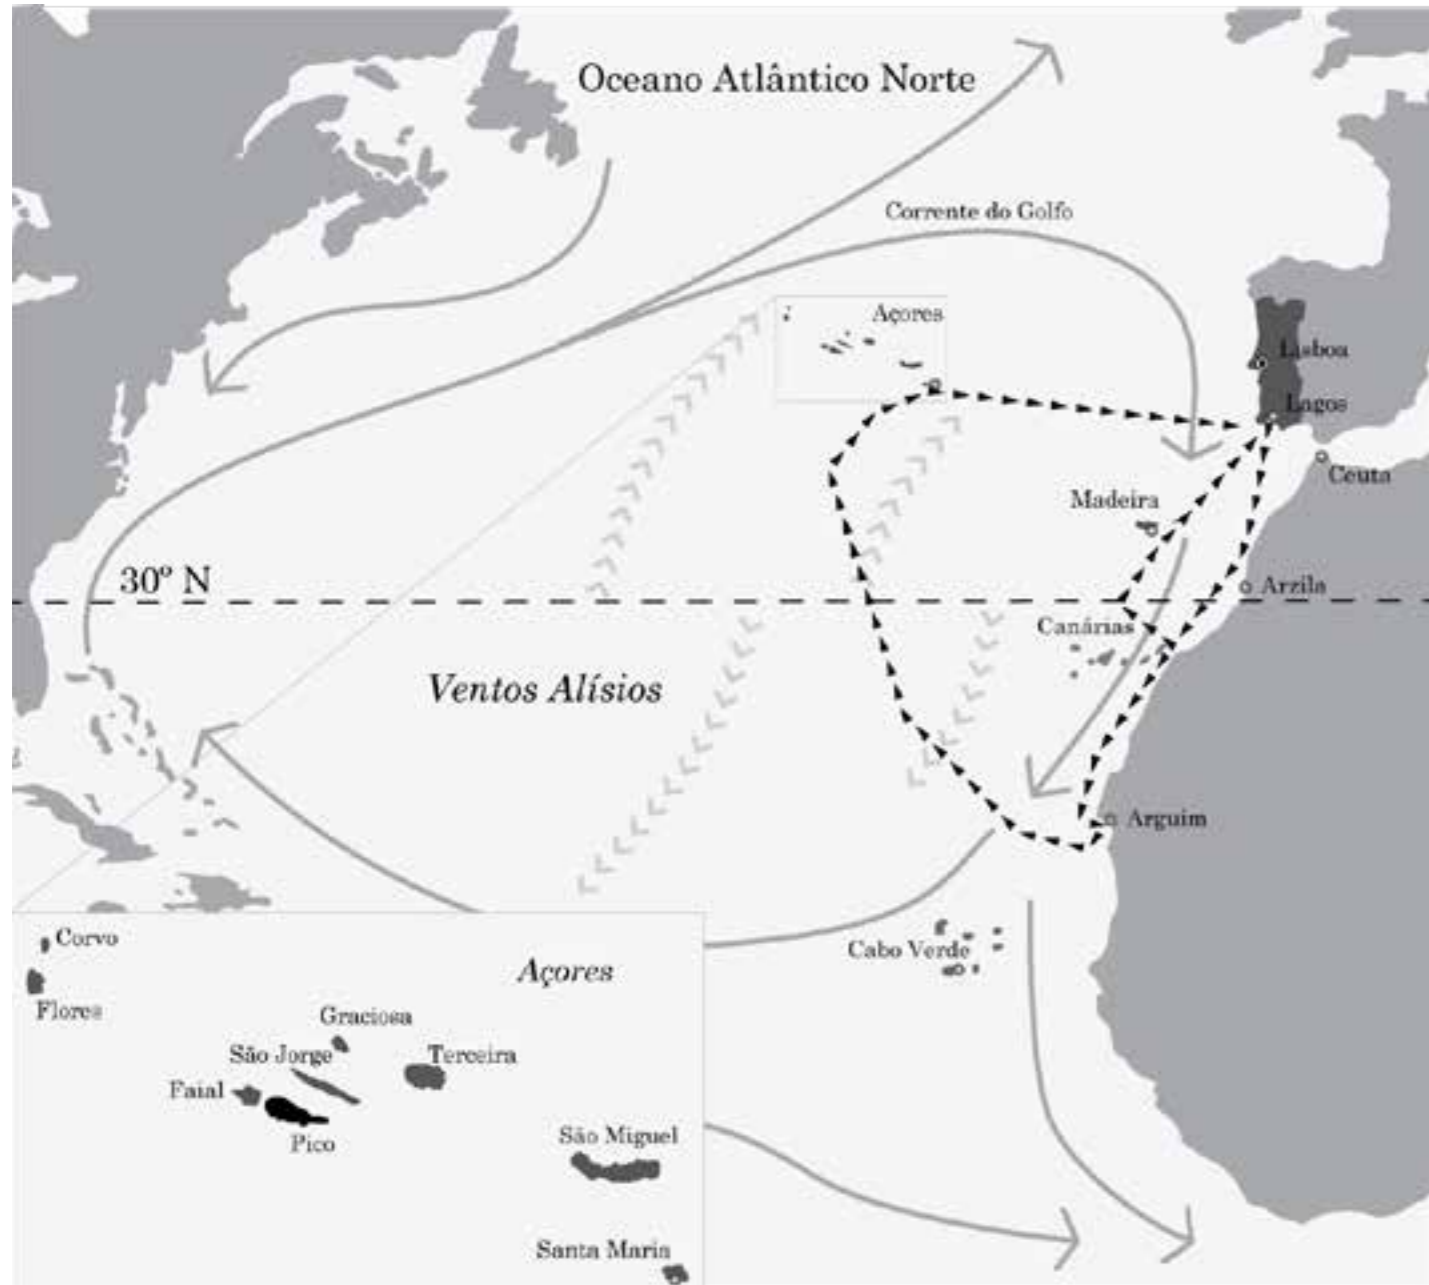 Oceano Atlântico Norte
Corrente do Golfo
Açores
Lisboa
Lagos
Ceuta
Madeira
30º N
Arzila
Canárias
Ventos Alísios
Arguim
Cabo Verde
Corvo
Açores
Flores
Graciosa
São Jorge
Terceira
Faial
Pico
São Miguel
Santa Maria